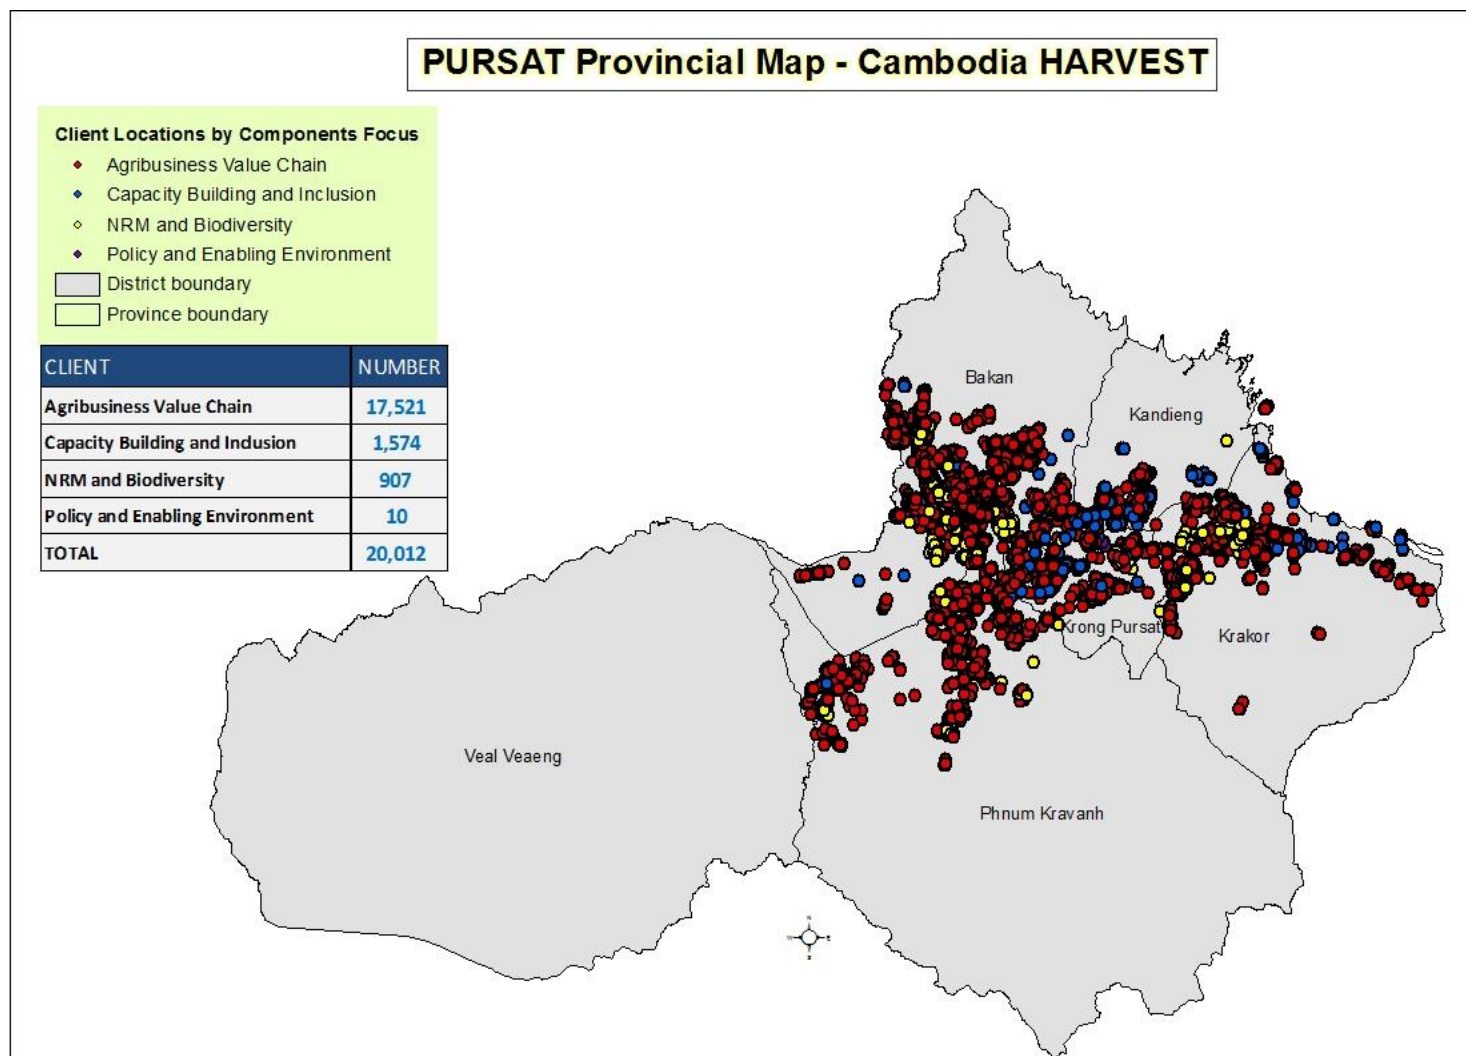 PURSAT Provincial Map - Cambodia HARVEST
Client Locations by Components Focus
Agribusiness Value Chain
Capacity Building and Inclusion
NRM and Biodiversity
Policy and Enabling Environment
District boundary
Province boundary
CLIENT NUMBER
Agribusiness Value Chain 17,521
Capacity Building and Inclusion 1,574
NRM and Biodiversity 907
Policy and Enabling Environment 10
TOTAL 20,012
Bakan
Kandieng
Krong Pursat
Krakor
Veal Veaeng
Phnum Kravanh
N
W E
S